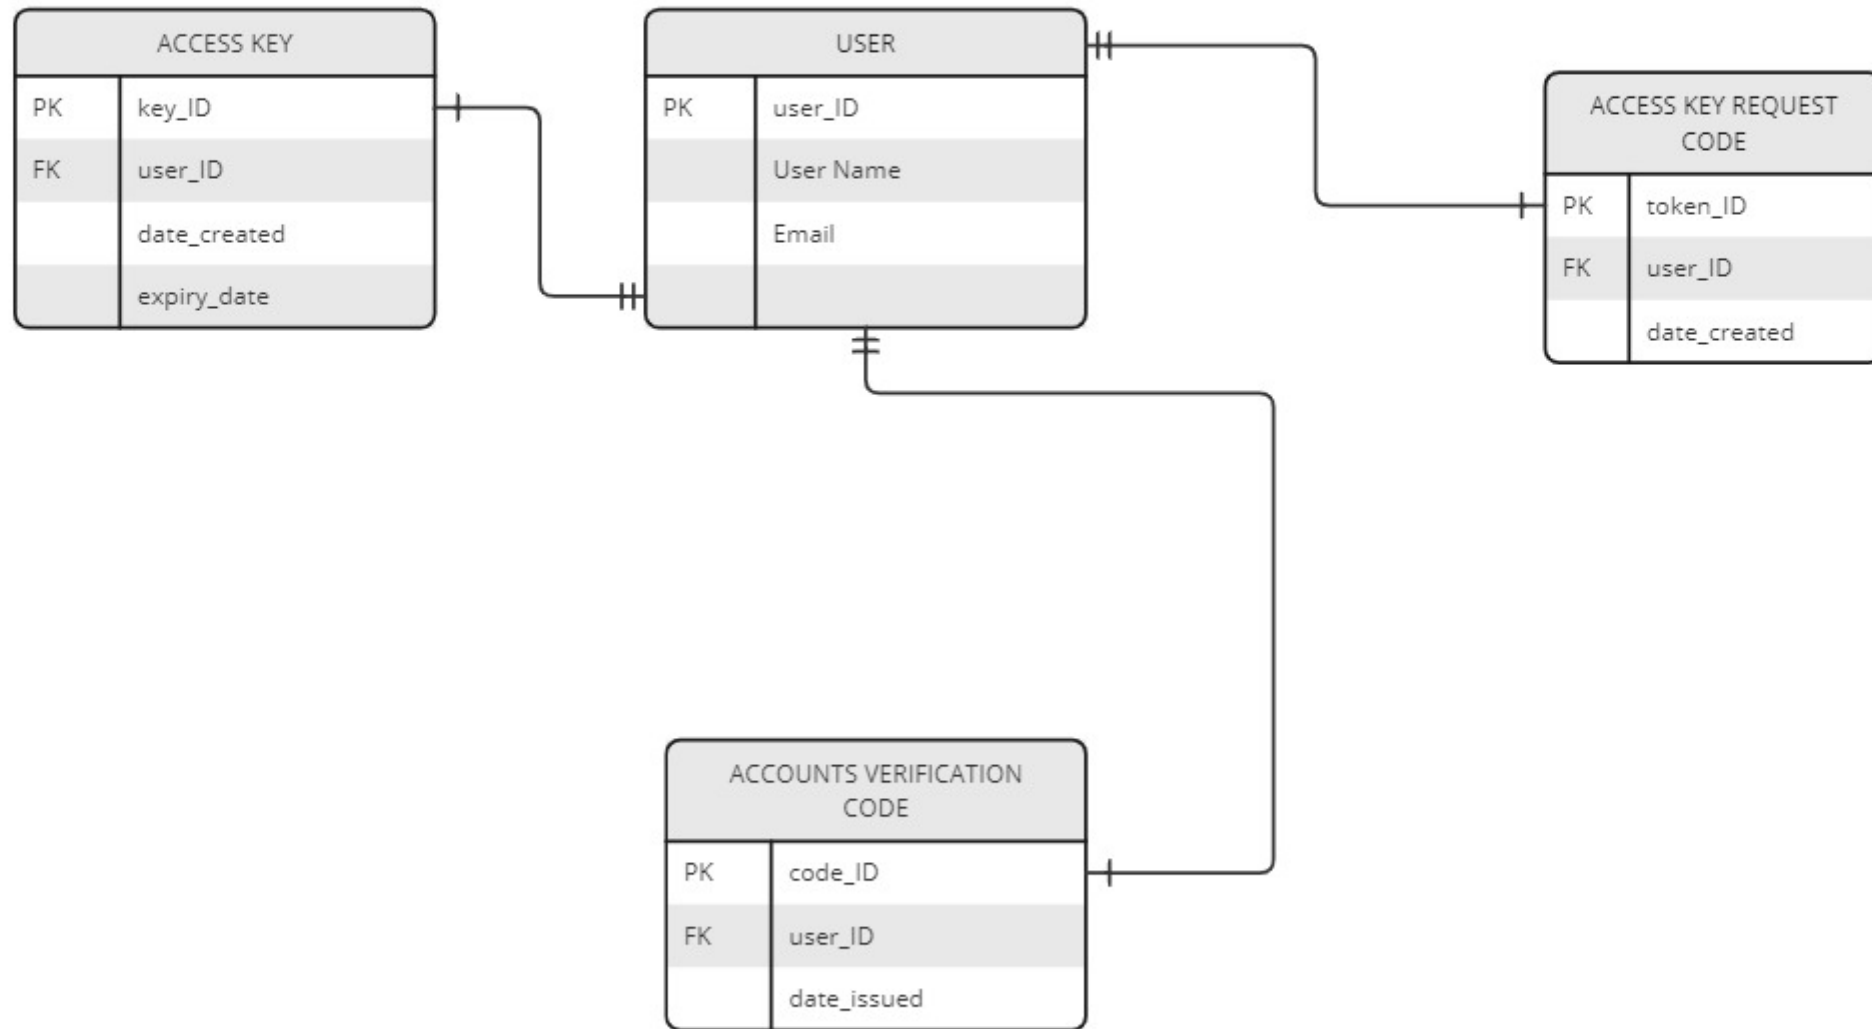 ACCESS KEY
PK key_ID
FK user_ID
date_created
expiry_date
USER
PK user_ID
User Name
Email
ACCESS KEY REQUEST
CODE
PK token_ID
FK user_ID
date_created
ACCOUNTS VERIFICATION
CODE
PK code_ID
FK user_ID
date_issued